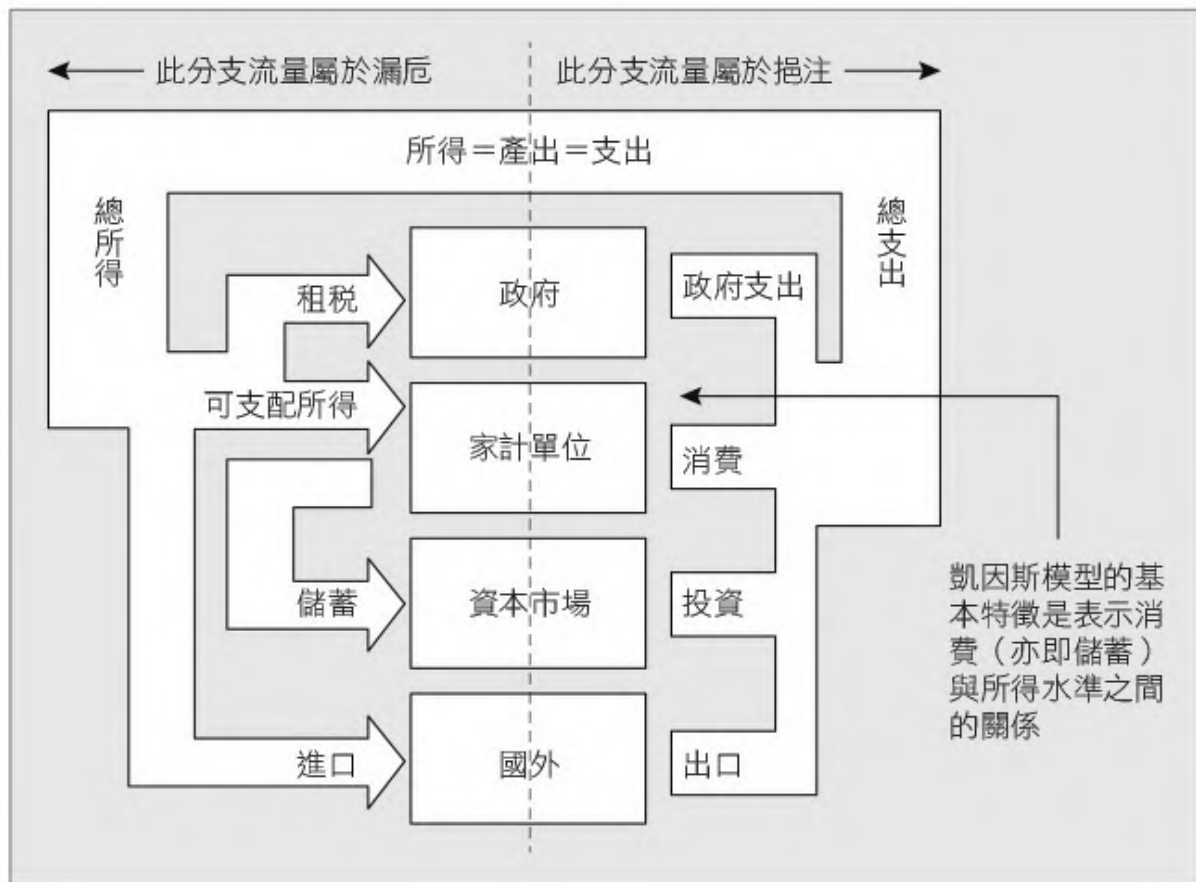 此分支流量屬於漏卮
此分支流量屬於挹注
所得＝產出＝支出
總所得
總支出
租税
政府
政府支出
可支配所得
家計單位
消費
儲蓄
資本市場
投資
進口
國外
出口
凱因斯模型的基
本特徵是表示消
費（亦即儲蓄）
與所得水準之間
的關係